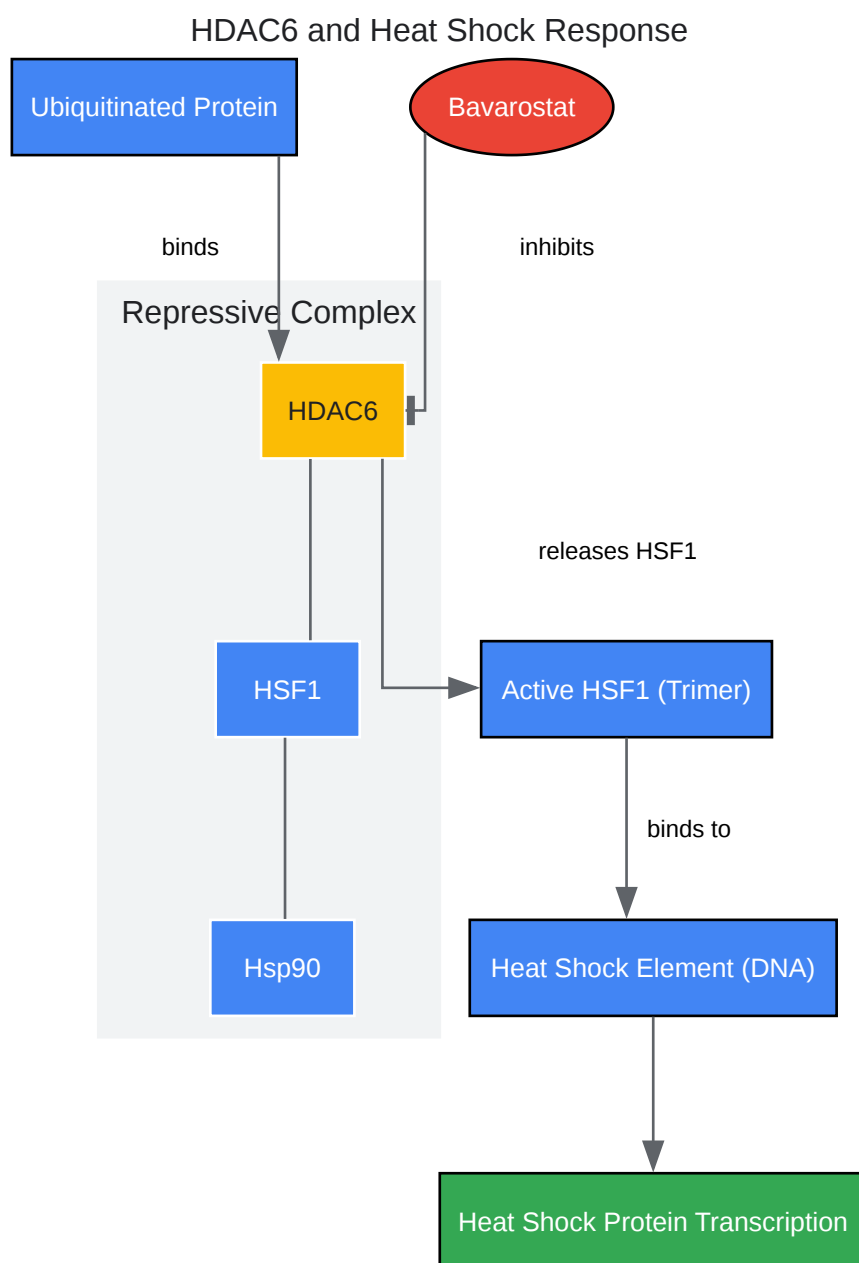 HDAC6 and Heat Shock Response
Ubiquitinated Protein
Bavarostat
binds
inhibits
Repressive Complex
HDAC6
releases HSF1
HSF1
Active HSF1 (Trimer)
binds to
Hsp90
Heat Shock Element (DNA)
Heat Shock Protein Transcription